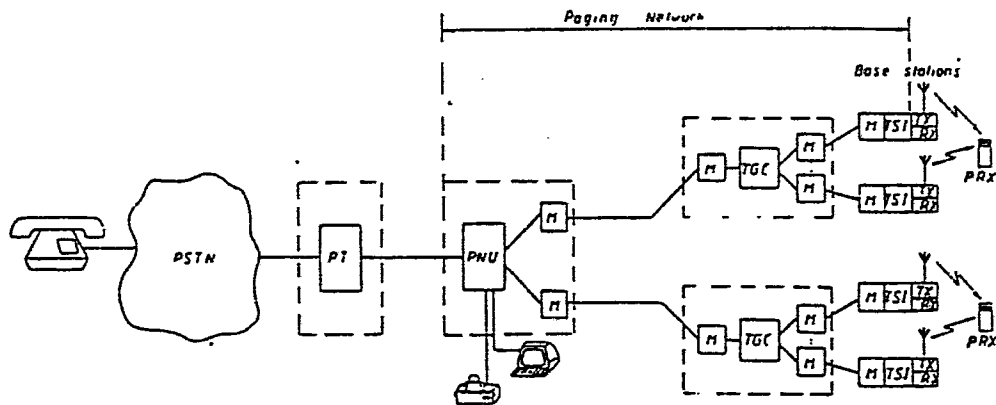 Paging Network
Base stations
M TSI TX RX
M
M TGC
M
M TSI TX RX
PRX
PSTN
PT
PNU
M
M
M
M TGC
M
M TSI TX RX
M TSI TX RX
PRX